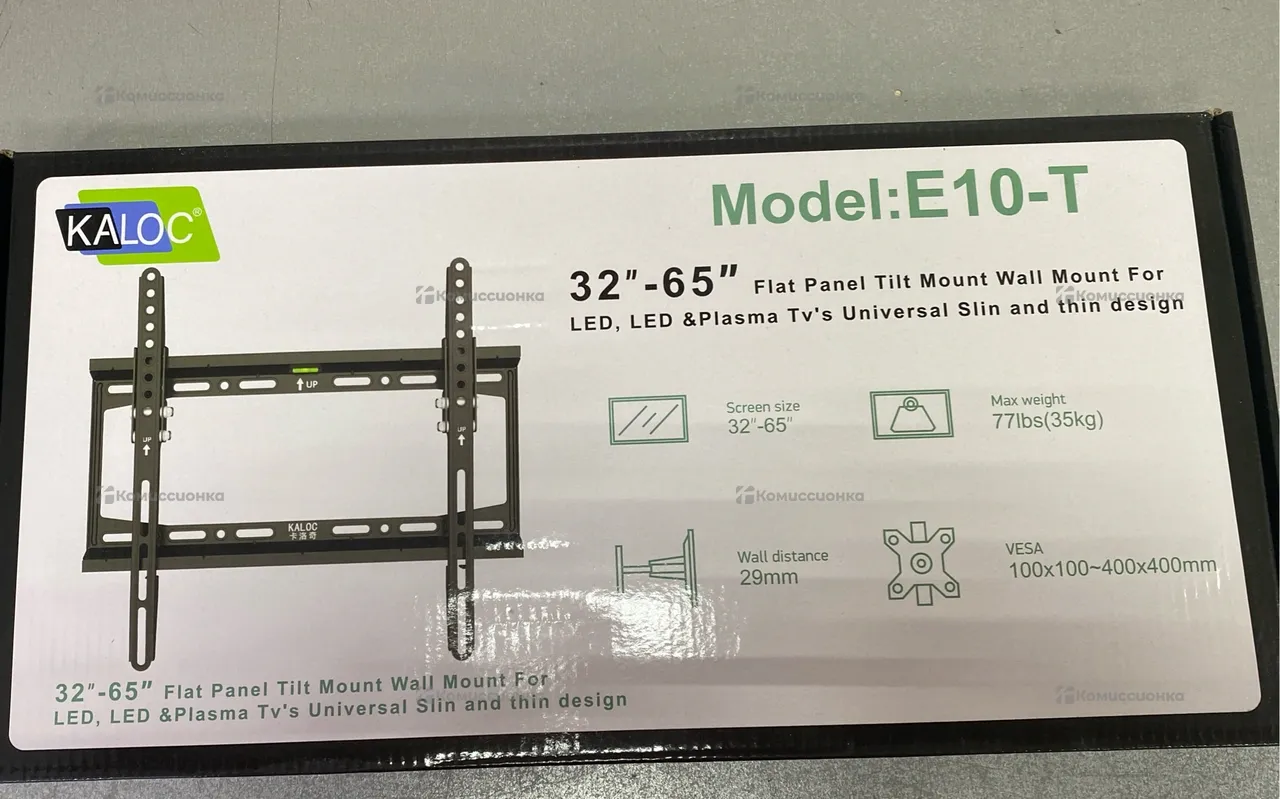 Комиссионка
Комиссионка
KALOC®
Model:E10-T
32"-65" Flat Panel Tilt Mount Wall Mount For
LED, LED &Plasma Tv's Universal Slin and thin design
Комиссионка
Комиссионка
UP
UP
UP
Screen size
32"-65"
Max weight
77lbs(35kg)
Комиссионка
Комиссионка
KALOC
卡洛奇
Wall distance
29mm
VESA
100x100~400x400mm
32"-65" Flat Panel Tilt Mount Wall Mount For
LED, LED &Plasma Tv's Universal Slin and thin design
Комиссионка
Комиссионка